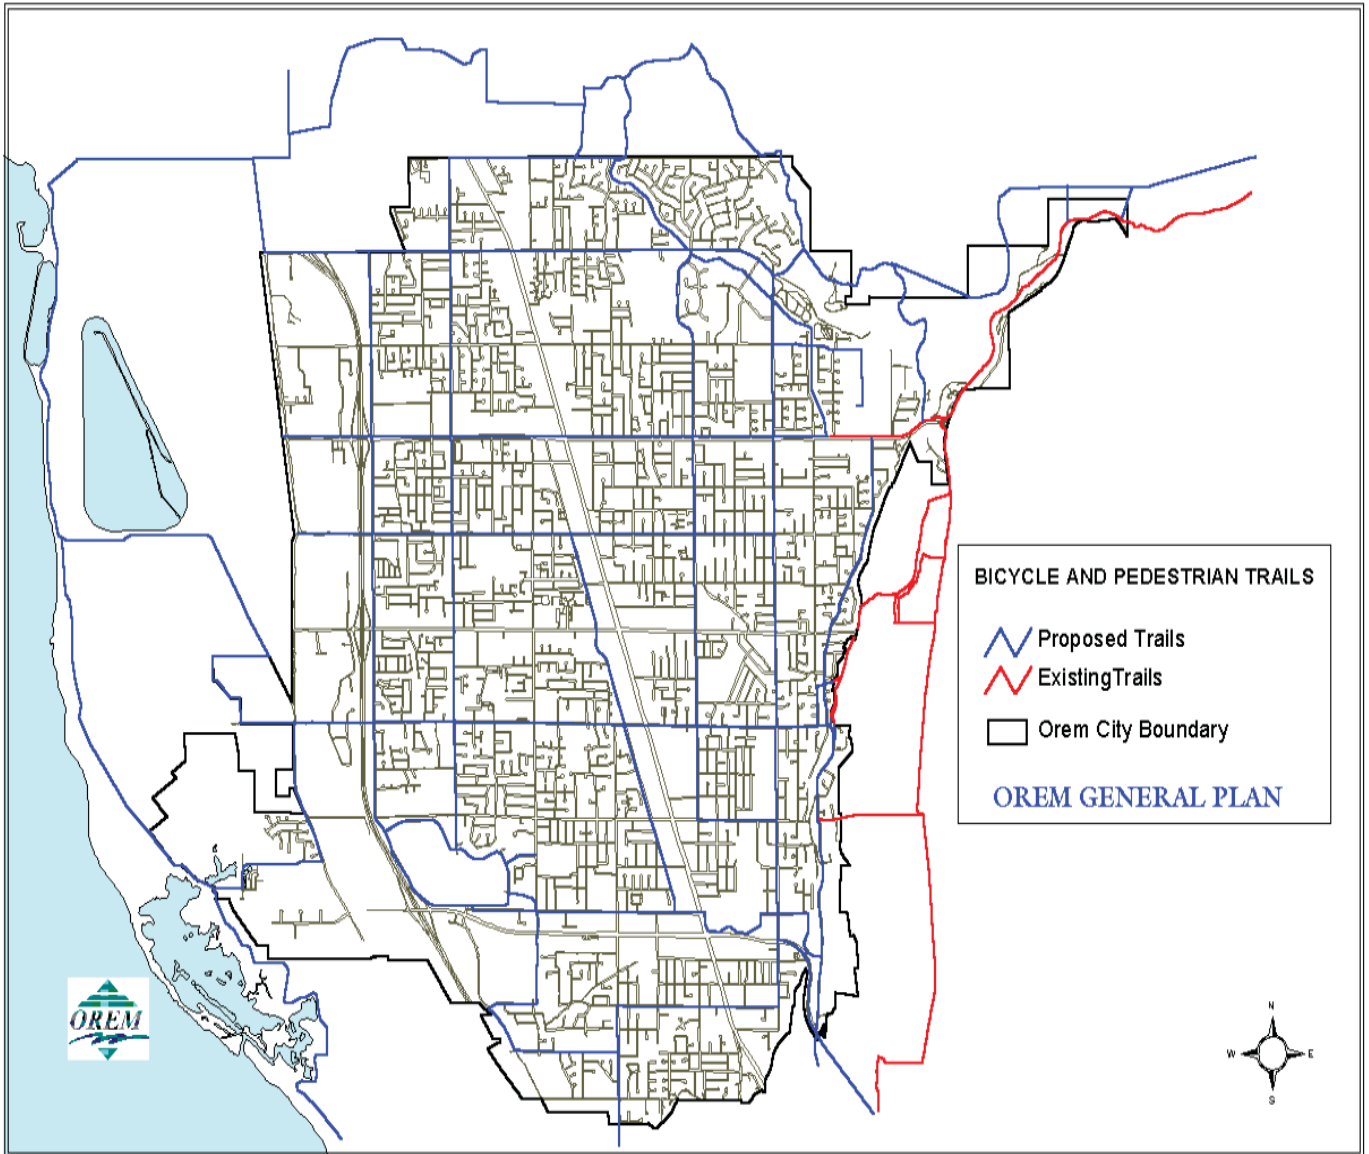 BICYCLE AND PEDESTRIAN TRAILS
Proposed Trails
ExistingTrails
Orem City Boundary
OREM GENERAL PLAN
OREM
N
W E
S